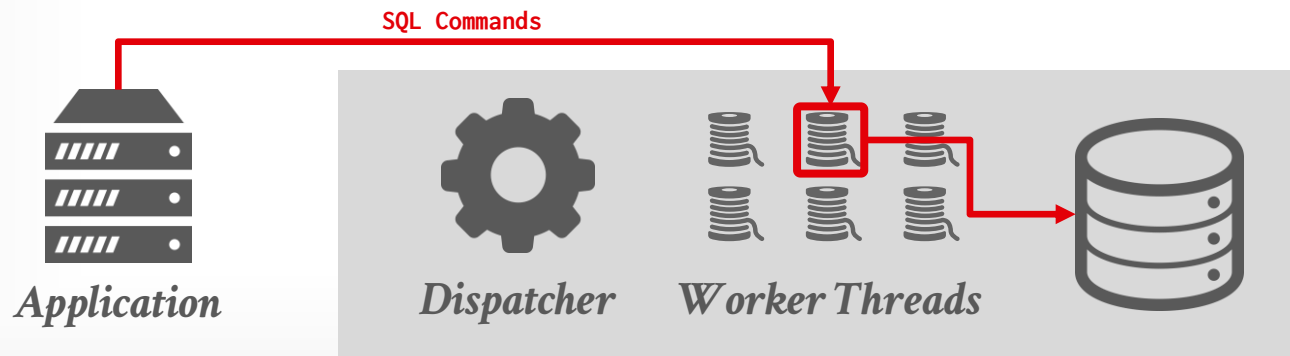 SQL Commands
Application
Dispatcher
Worker Threads